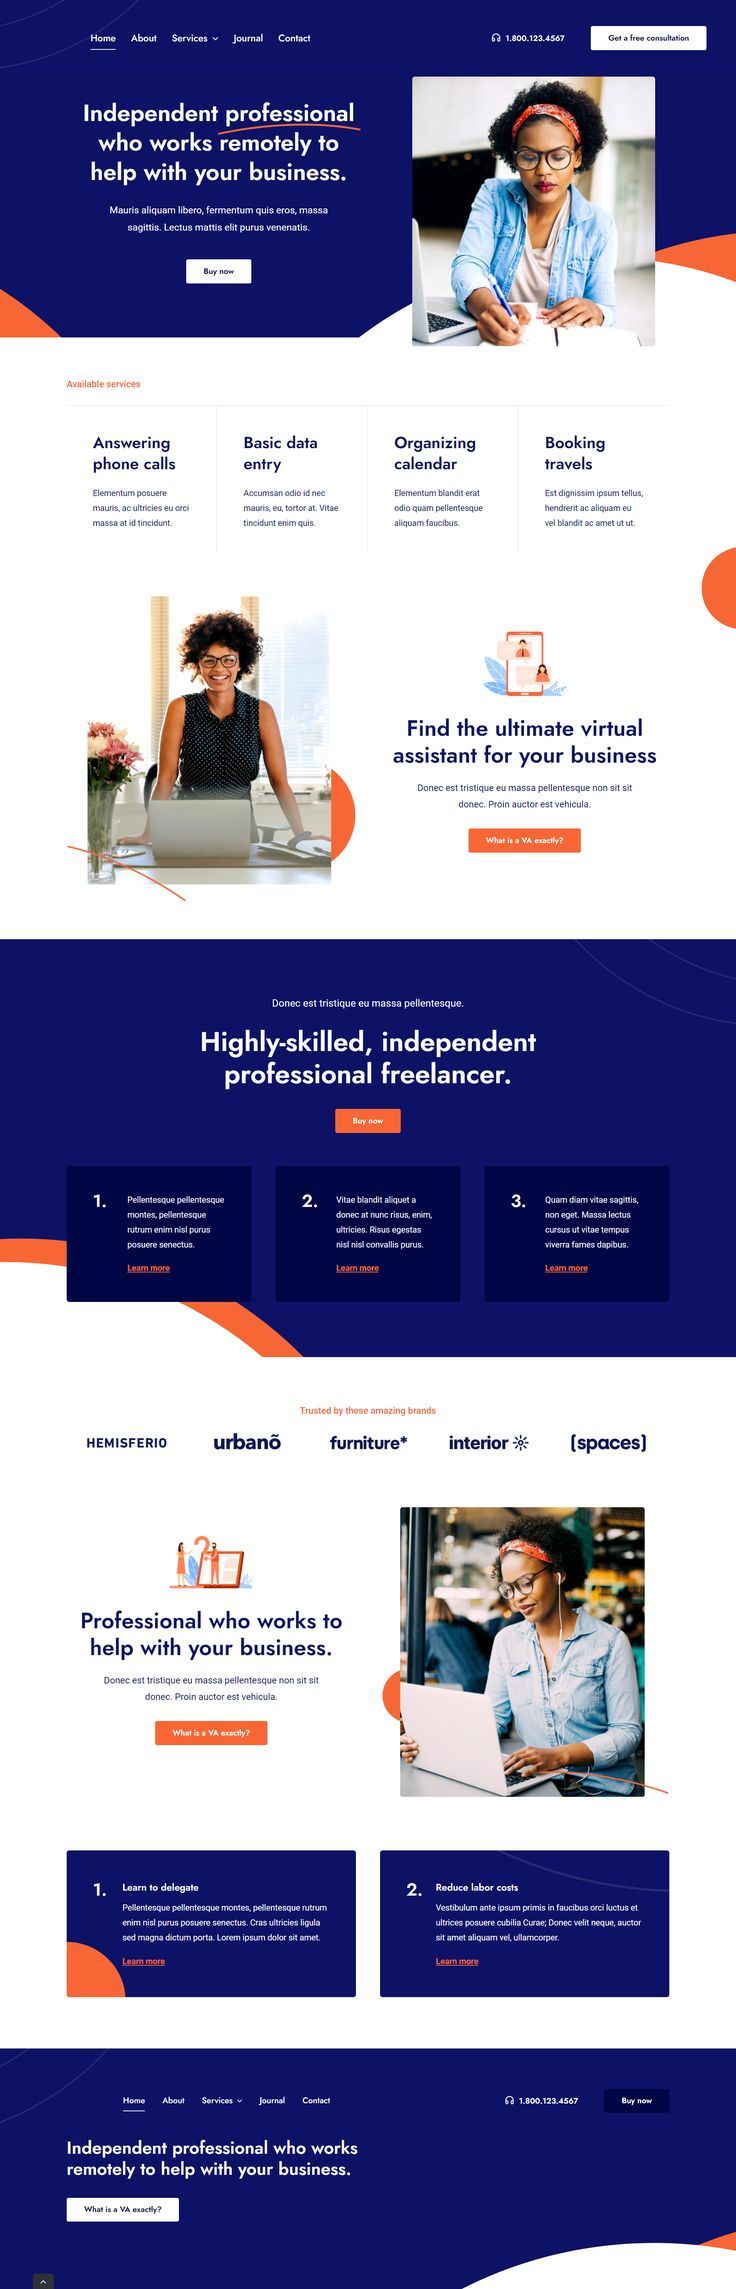 Home About Services Journal Contact 1.800.123.4567 Get a free consultation
Independent professional
who works remotely to
help with your business.
Mauris aliquam libero, fermentum quis eros, massa
sagittis. Lectus mattis elit purus venenatis.
Buy now
Available services
Answering
phone calls
Elementum posuere
mauris, ac ultricies eu orci
massa at id tincidunt.
Basic data
entry
Accumsan odio id nec
mauris, eu, tortor at. Vitae
tincidunt enim quis.
Organizing
calendar
Elementum blandit erat
odio quam pellentesque
aliquam faucibus.
Booking
travels
Est dignissim ipsum tellus,
hendrerit ac aliquam eu
vel blandit ac amet ut ut.
Find the ultimate virtual
assistant for your business
Donec est tristique eu massa pellentesque non sit sit
donec. Proin auctor est vehicula.
What is a VA exactly?
Donec est tristique eu massa pellentesque.
Highly-skilled, independent
professional freelancer.
Buy now
1.
Pellentesque pellentesque
montes, pellentesque
rutrum enim nisl purus
posuere senectus.
Learn more
2.
Vitae blandit aliquet a
donec at nunc risus, enim,
ultricies. Risus egestas
nisl nisl convallis purus.
Learn more
3.
Quam diam vitae sagittis,
non eget. Massa lectus
cursus ut vitae tempus
viverra fames dapibus.
Learn more
Trusted by these amazing brands
HEMISFERIO urbanõ furniture* interior [spaces]
Professional who works to
help with your business.
Donec est tristique eu massa pellentesque non sit sit
donec. Proin auctor est vehicula.
What is a VA exactly?
1.
Learn to delegate
Pellentesque pellentesque montes, pellentesque rutrum
enim nisl purus posuere senectus. Cras ultricies ligula
sed magna dictum porta. Lorem ipsum dolor sit amet.
Learn more
2.
Reduce labor costs
Vestibulum ante ipsum primis in faucibus orci luctus et
ultrices posuere cubilia Curae; Donec velit neque, auctor
sit amet aliquam vel, ullamcorper.
Learn more
Home About Services Journal Contact 1.800.123.4567 Buy now
Independent professional who works
remotely to help with your business.
What is a VA exactly?